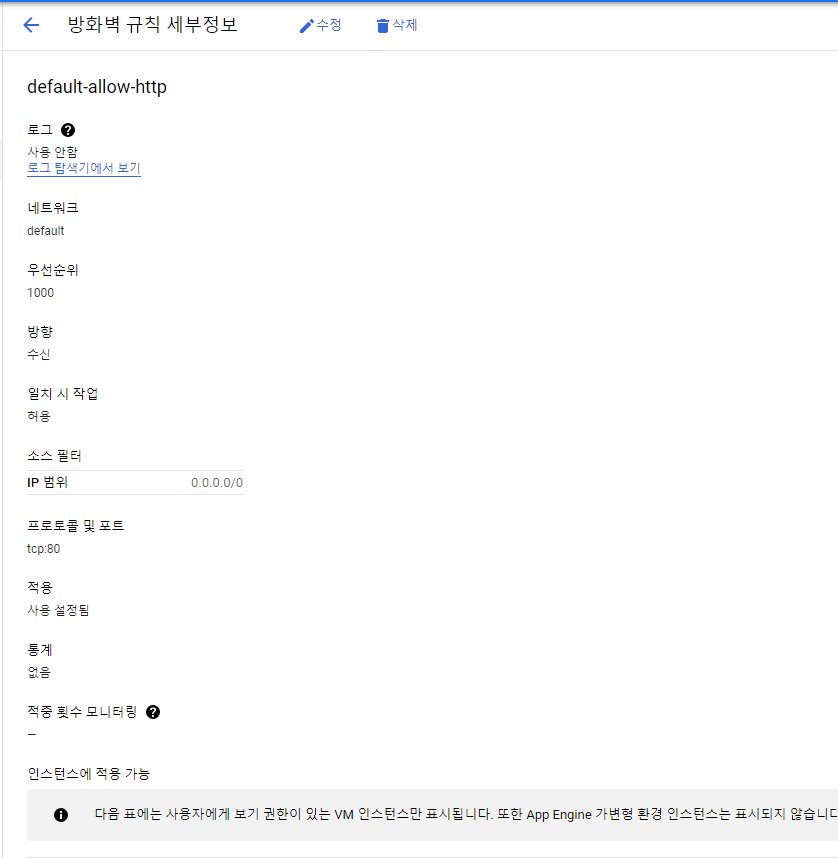 방화벽 규칙 세부정보 수정 삭제
default-allow-http
로그
사용 안함
로그 탐색기에서 보기
네트워크
default
우선순위
1000
방향
수신
일치 시 작업
허용
소스 필터
IP 범위 0.0.0.0/0
프로토콜 및 포트
tcp:80
적용
사용 설정됨
통계
없음
적중 횟수 모니터링
—
인스턴스에 적용 가능
다음 표에는 사용자에게 보기 권한이 있는 VM 인스턴스만 표시됩니다. 또한 App Engine 가변형 환경 인스턴스는 표시되지 않습니다